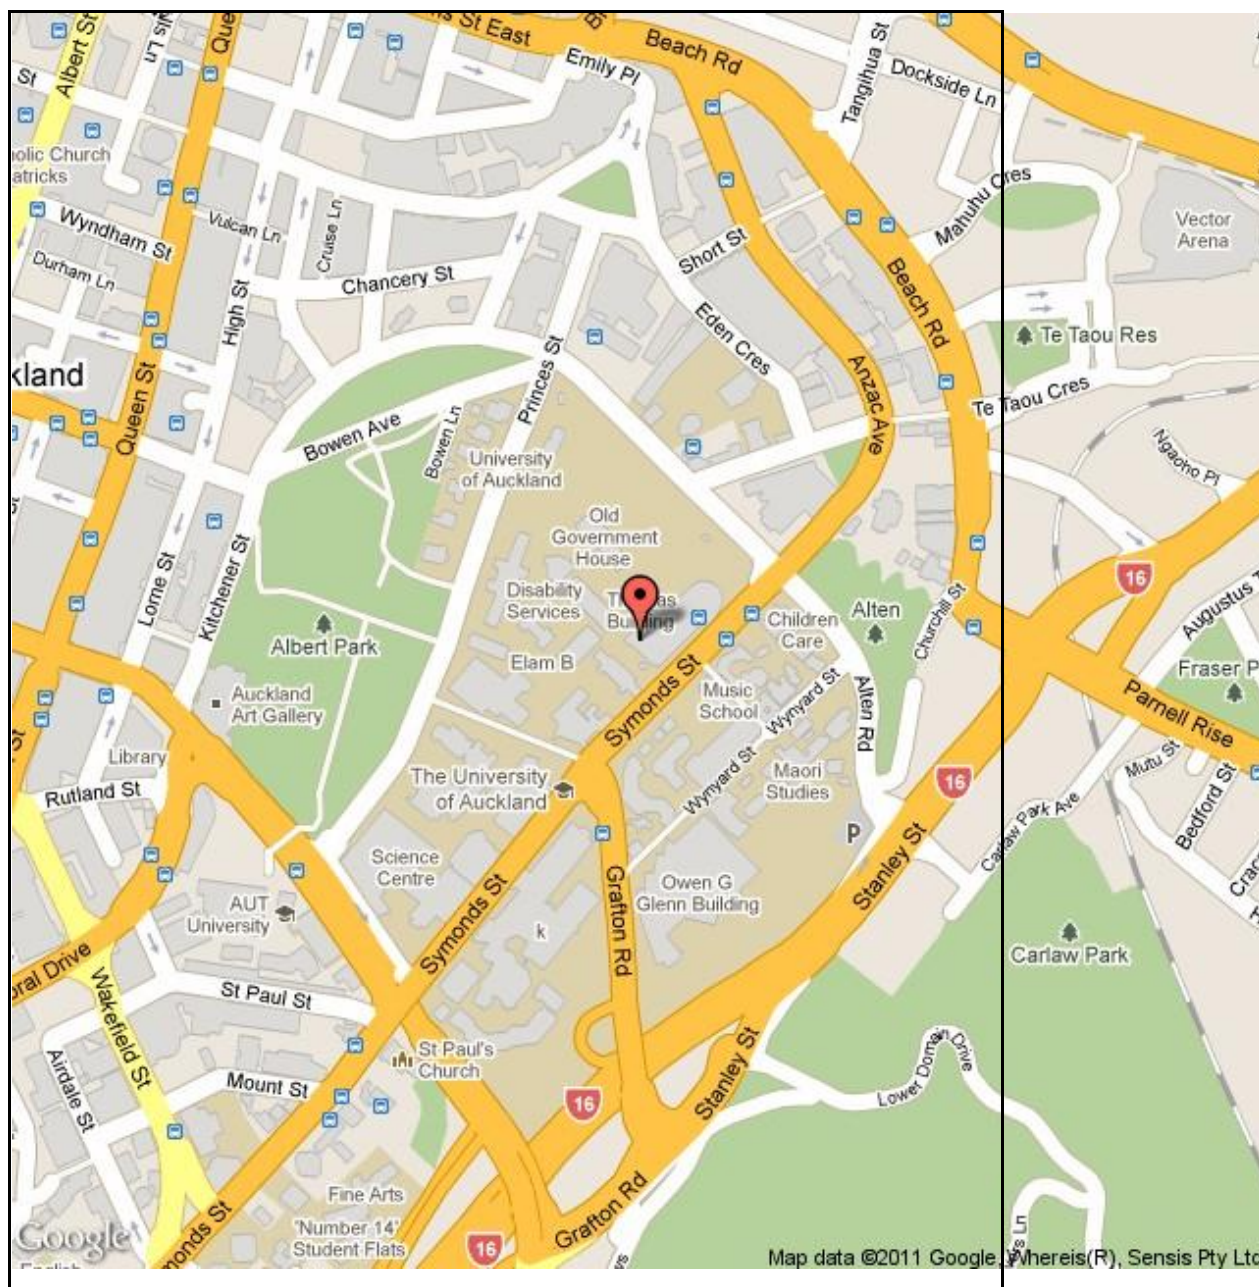 Albert St
Queen
St East
Beach Rd
Emily Pl
Tangihua St
Dockside Ln
St
Mahuhu Cres
Vector
Arena
Wyndham St
Vulcan Ln
Cruise Ln
Durham Ln
Chancery St
High St
Short St
Eden Cres
Beach Rd
Te Taou Res
kland
Queen St
Princes St
Anzac Ave
Te Taou Cres
Bowen Ave
Bowen Ln
University
of Auckland
Ngaoho Pl
Old
Government
House
Lorne St
Kitchener St
Disability
Services
Building
16
Children
Care
Alten
Churchill St
Albert Park
Elam B
Symonds St
Music
School
Wynyard St
Alten Rd
Fraser P
Parnell Rise
Auckland
Art Gallery
Library
Rutland St
The University
of Auckland
Wynyard St
Maori
Studies
16
Mutu St
Bedford St
Carlaw Park Ave
P
Stanley St
Science
Centre
Owen G
Glenn Building
AUT
University
Symonds St
k
Grafton Rd
Carlaw Park
oral Drive
Wakefield St
St Paul St
St Paul's
Church
Airdale St
Mount St
16
Stanley St
Lower Domain Drive
Fine Arts
'Number 14'
Student Flats
16
Grafton Rd
monds St
Google
Map data ©2011 Google, Whereis(R), Sensis Pty Ltd